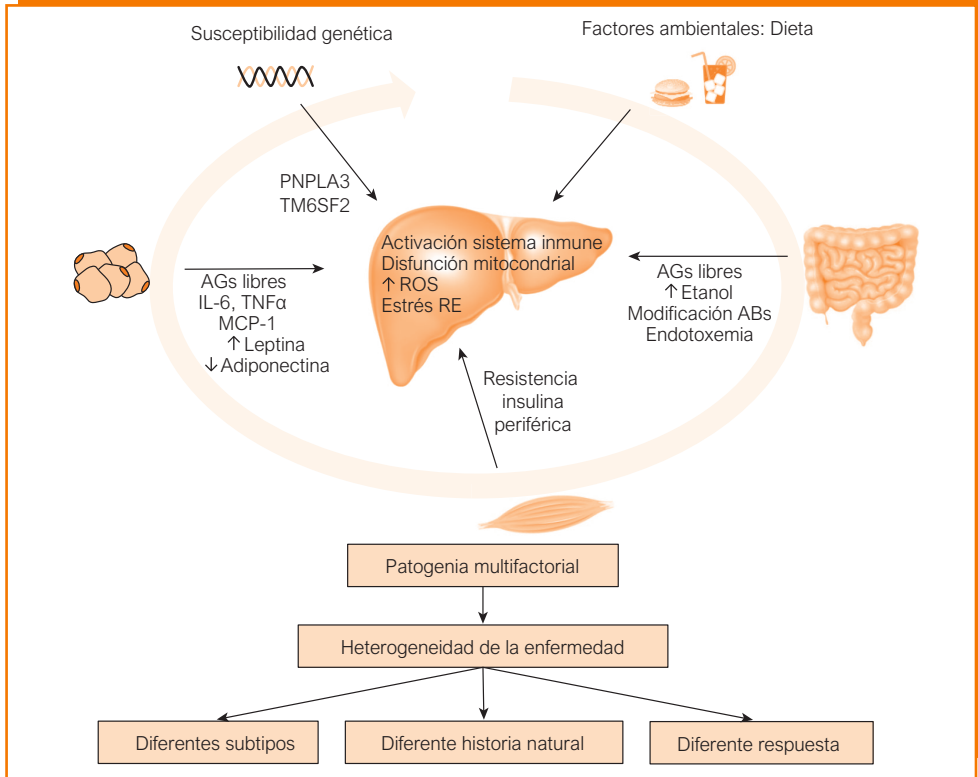 Susceptibilidad genética
Factores ambientales: Dieta
PNPLA3
TM6SF2
Activación sistema inmune
Disfunción mitocondrial
↑ ROS
Estrés RE
AGs libres
IL-6, TNFα
MCP-1
↑ Leptina
↓ Adiponectina
AGs libres
↑ Etanol
Modificación ABs
Endotoxemia
Resistencia
insulina
periférica
Patogenia multifactorial
Heterogeneidad de la enfermedad
Diferentes subtipos
Diferente historia natural
Diferente respuesta